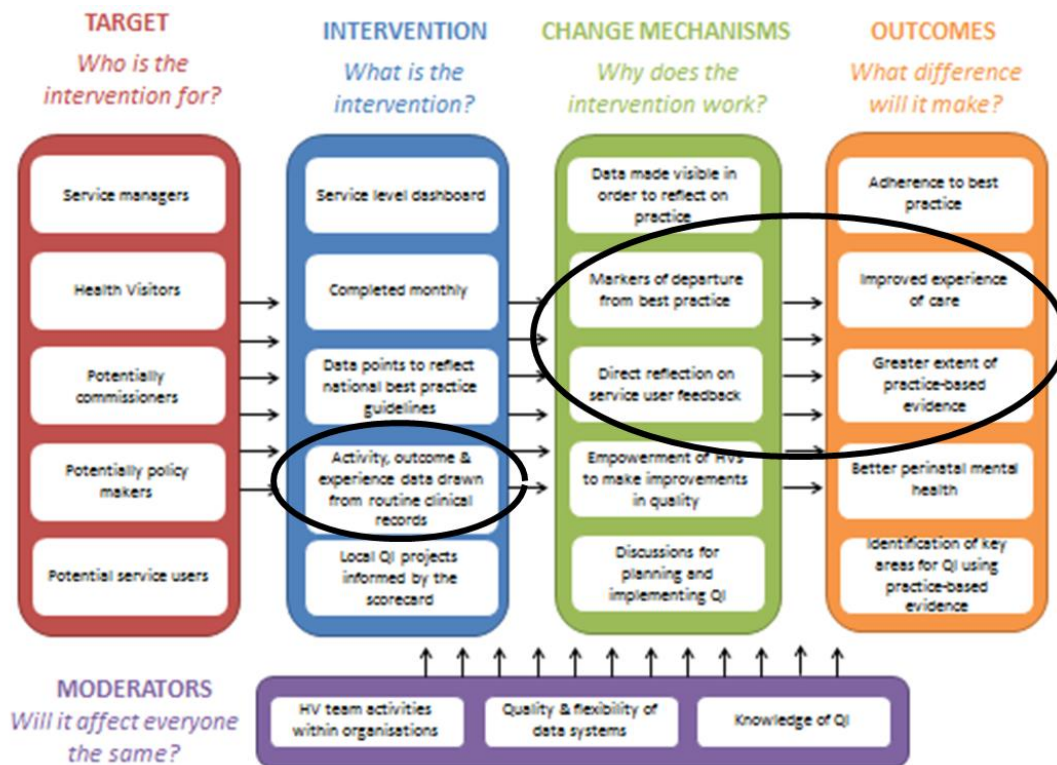 TARGET
Who is the
intervention for?
Service managers
Health Visitors
Potentially
commissioners
Potentially policy
makers
Potential service users
INTERVENTION
What is the
intervention?
Service level dashboard
Completed monthly
Data points to reflect
national best practice
guidelines
Activity, outcome &
experience data drawn
from routine clinical
records
Local QI projects
informed by the
scorecard
CHANGE MECHANISMS
Why does the
intervention work?
Data made visible in
order to reflect on
practice
Markers of departure
from best practice
Direct reflection on
service user feedback
Empowerment of HVs
to make improvements
in quality
Discussions for
planning and
implementing QI
OUTCOMES
What difference
will it make?
Adherence to best
practice
Improved experience
of care
Greater extent of
practice-based
evidence
Better perinatal mental
health
Identification of key
areas for QI using
practice-based
evidence
MODERATORS
Will it affect everyone
the same?
HV team activities
within organisations
Quality & flexibility of
data systems
Knowledge of QI